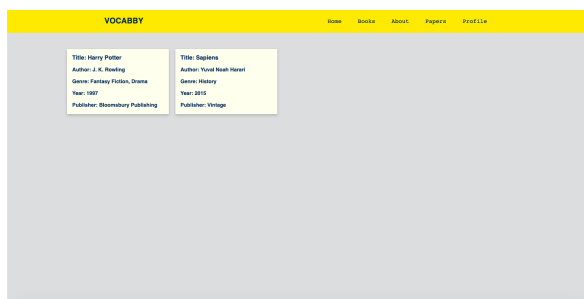 VOCABBY
Home Books About Papers Profile
Title: Harry Potter
Author: J. K. Rowling
Genre: Fantasy Fiction, Drama
Year: 1997
Publisher: Bloomsbury Publishing
Title: Sapiens
Author: Yuval Noah Harari
Genre: History
Year: 2015
Publisher: Vintage